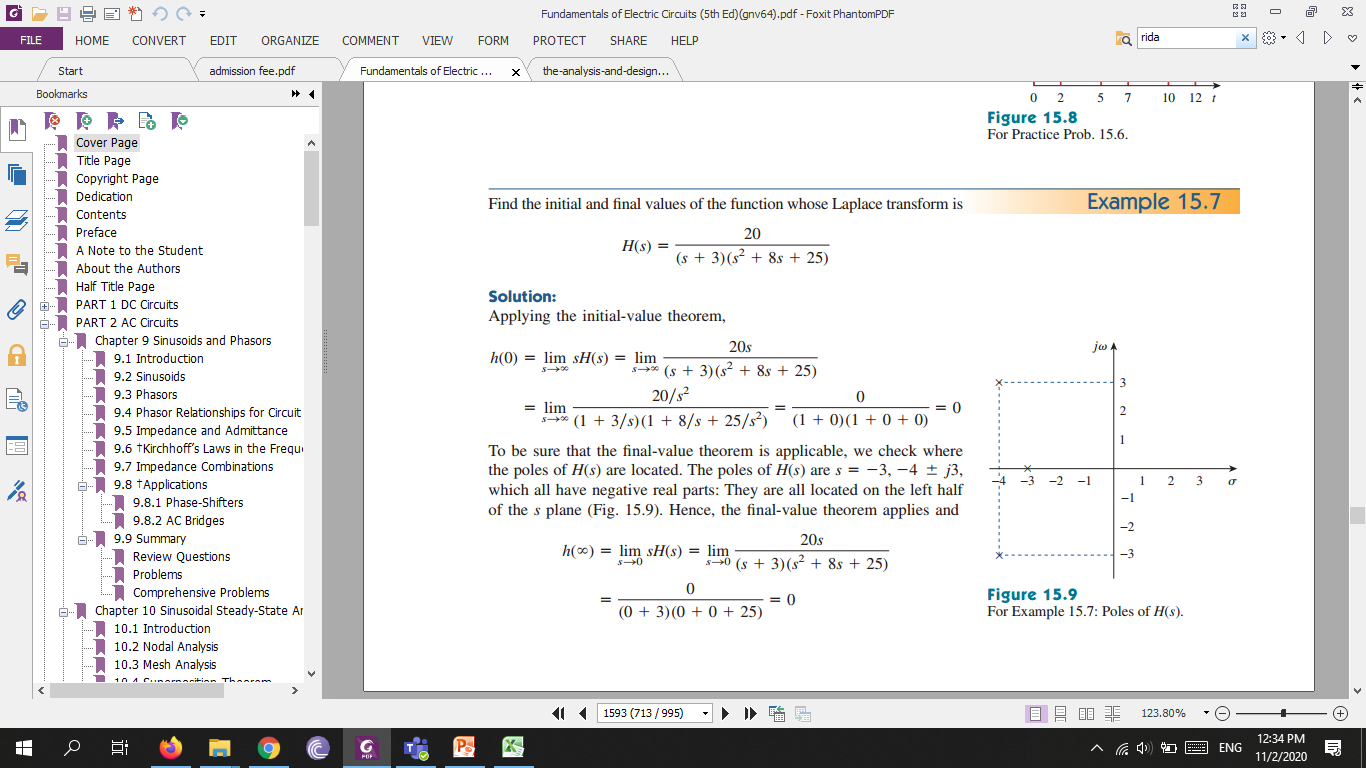 Fundamentals of Electric Circuits (5th Ed)(gnv64).pdf - Foxit PhantomPDF
FILE HOME CONVERT EDIT ORGANIZE COMMENT VIEW FORM PROTECT SHARE HELP rida
Start admission fee.pdf Fundamentals of Electric ... the-analysis-and-design...
Bookmarks
Cover Page
Title Page
Copyright Page
Dedication
Contents
Preface
A Note to the Student
About the Authors
Half Title Page
PART 1 DC Circuits
PART 2 AC Circuits
Chapter 9 Sinusoids and Phasors
9.1 Introduction
9.2 Sinusoids
9.3 Phasors
9.4 Phasor Relationships for Circuit
9.5 Impedance and Admittance
9.6 †Kirchhoff's Laws in the Freque
9.7 Impedance Combinations
9.8 †Applications
9.8.1 Phase-Shifters
9.8.2 AC Bridges
9.9 Summary
Review Questions
Problems
Comprehensive Problems
Chapter 10 Sinusoidal Steady-State Ar
10.1 Introduction
10.2 Nodal Analysis
10.3 Mesh Analysis
10.4 Superposition Theorem
0 2 5 7 10 12 t
Figure 15.8
For Practice Prob. 15.6.
Example 15.7
Find the initial and final values of the function whose Laplace transform is
H(s) = 20 / (s + 3)(s² + 8s + 25)
Solution:
Applying the initial-value theorem,
h(0) = lim s→∞ sH(s) = lim s→∞ 20s / (s + 3)(s² + 8s + 25)
= lim s→∞ 20/s² / (1 + 3/s)(1 + 8/s + 25/s²) = 0 / (1 + 0)(1 + 0 + 0) = 0
To be sure that the final-value theorem is applicable, we check where
the poles of H(s) are located. The poles of H(s) are s = −3, −4 ± j3,
which all have negative real parts: They are all located on the left half
of the s plane (Fig. 15.9). Hence, the final-value theorem applies and
h(∞) = lim s→0 sH(s) = lim s→0 20s / (s + 3)(s² + 8s + 25)
= 0 / (0 + 3)(0 + 0 + 25) = 0
jω
3
2
1
−4 −3 −2 −1 1 2 3 σ
−1
−2
−3
Figure 15.9
For Example 15.7: Poles of H(s).
1593 (713 / 995) 123.80%
ENG 12:34 PM
11/2/2020